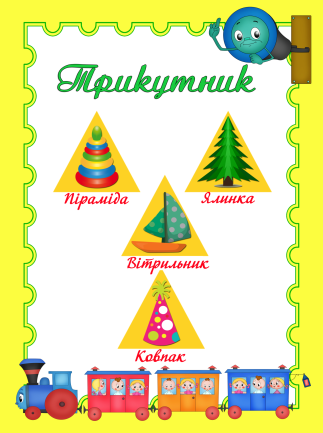 Трикутник
Піраміда
Ялинка
Вітрильник
Ковпак